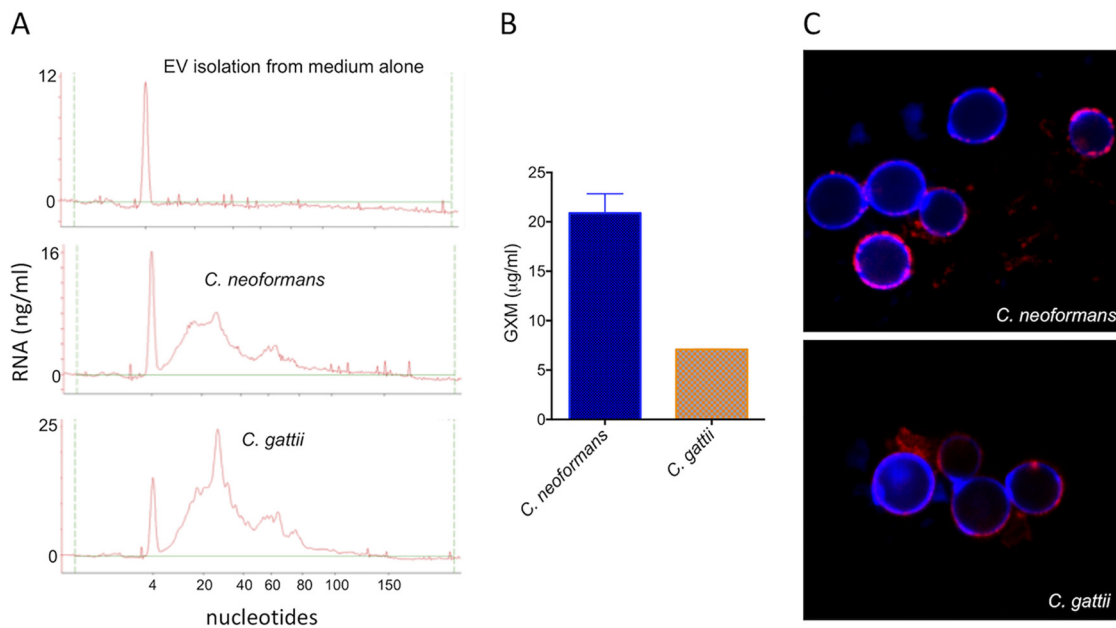 A
EV isolation from medium alone
12
0
C. neoformans
16
0
C. gattii
25
0
RNA (ng/ml)
4 20 40 60 80 100 150
nucleotides
B
25
20
15
10
5
0
GXM (µg/ml)
C. neoformans
C. gattii
C
C. neoformans
C. gattii